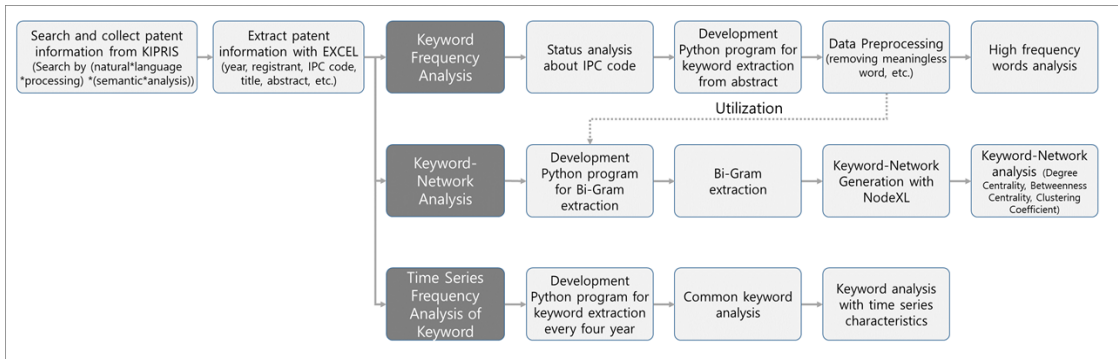 Search and collect patent
information from KIPRIS
(Search by (natural*language
*processing) *(semantic*analysis))
Extract patent
information with EXCEL
(year, registrant, IPC code,
title, abstract, etc.)
Keyword
Frequency
Analysis
Status analysis
about IPC code
Development
Python program for
keyword extraction
from abstract
Data Preprocessing
(removing meaningless
word, etc.)
High frequency
words analysis
Utilization
Keyword-
Network
Analysis
Development
Python program
for Bi-Gram
extraction
Bi-Gram
extraction
Keyword-Network
Generation with
NodeXL
Keyword-Network
analysis (Degree
Centrality, Betweenness
Centrality, Clustering
Coefficient)
Time Series
Frequency
Analysis of
Keyword
Development
Python program for
keyword extraction
every four year
Common keyword
analysis
Keyword analysis
with time series
characteristics